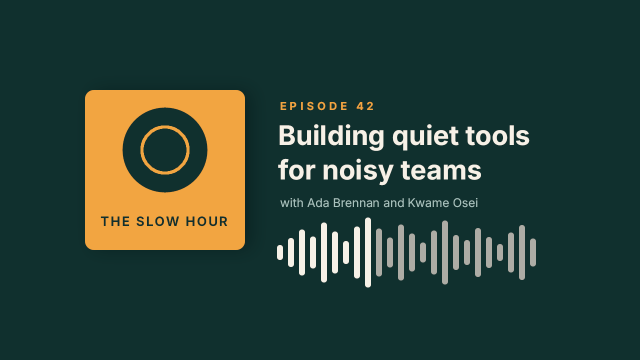 THE SLOW HOUR
EPISODE 42
Building quiet tools
for noisy teams
with Ada Brennan and Kwame Osei